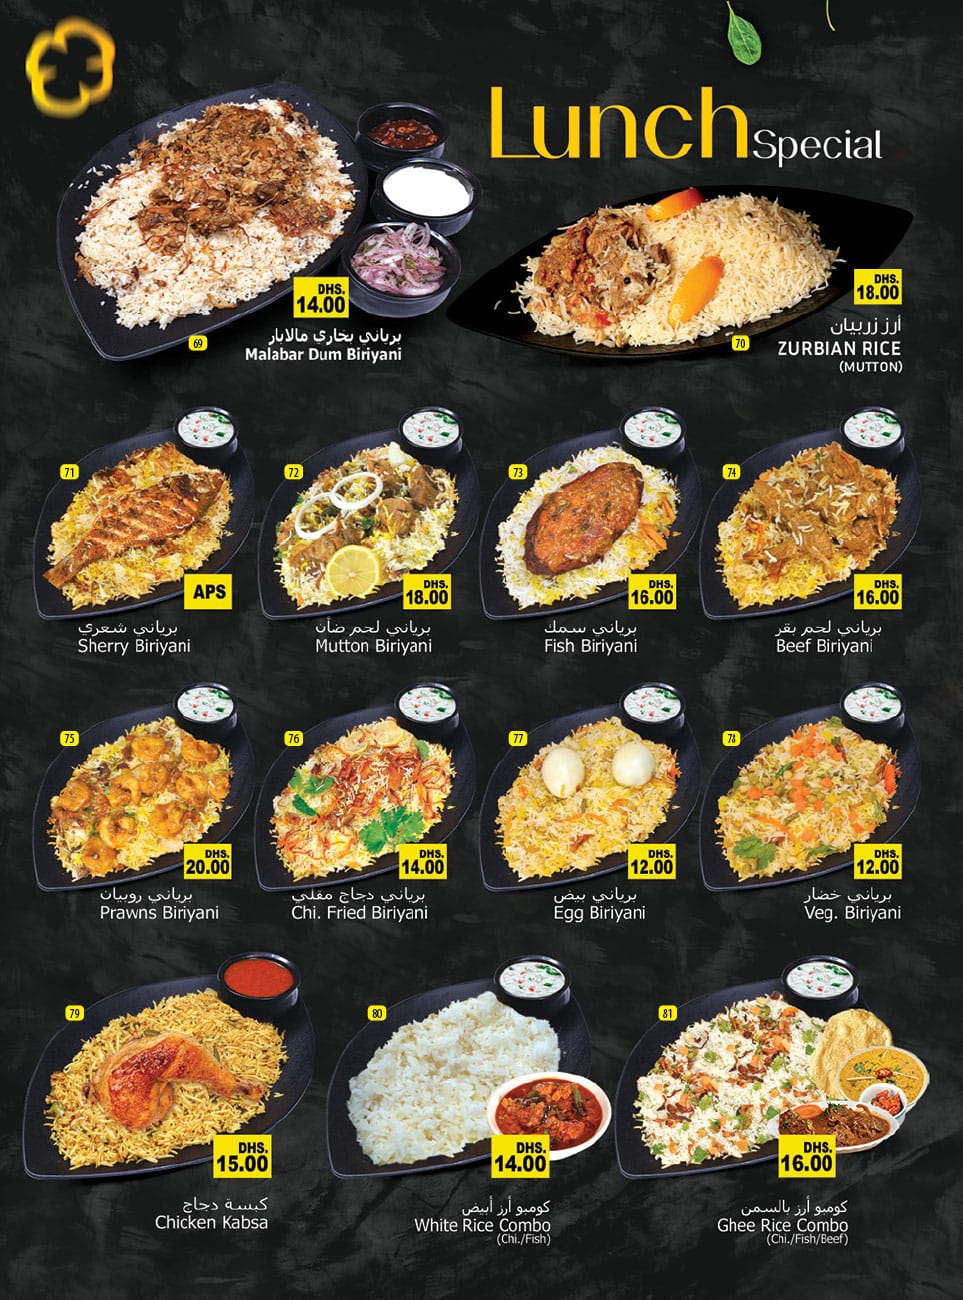 Lunch Special
DHS.
14.00
69
برياني بخاري مالابار
Malabar Dum Biriyani
DHS.
18.00
70
أرز زربيان
ZURBIAN RICE
(MUTTON)
71
APS
برياني شعري
Sherry Biriyani
72
DHS.
18.00
برياني لحم ضأن
Mutton Biriyani
73
DHS.
16.00
برياني سمك
Fish Biriyani
74
DHS.
16.00
برياني لحم بقر
Beef Biriyani
75
DHS.
20.00
برياني روبيان
Prawns Biriyani
76
DHS.
14.00
برياني دجاج مقلي
Chi. Fried Biriyani
77
DHS.
12.00
برياني بيض
Egg Biriyani
78
DHS.
12.00
برياني خضار
Veg. Biriyani
79
DHS.
15.00
كبسة دجاج
Chicken Kabsa
80
DHS.
14.00
كومبو أرز أبيض
White Rice Combo
(Chi./Fish)
81
DHS.
16.00
كومبو أرز بالسمن
Ghee Rice Combo
(Chi./Fish/Beef)